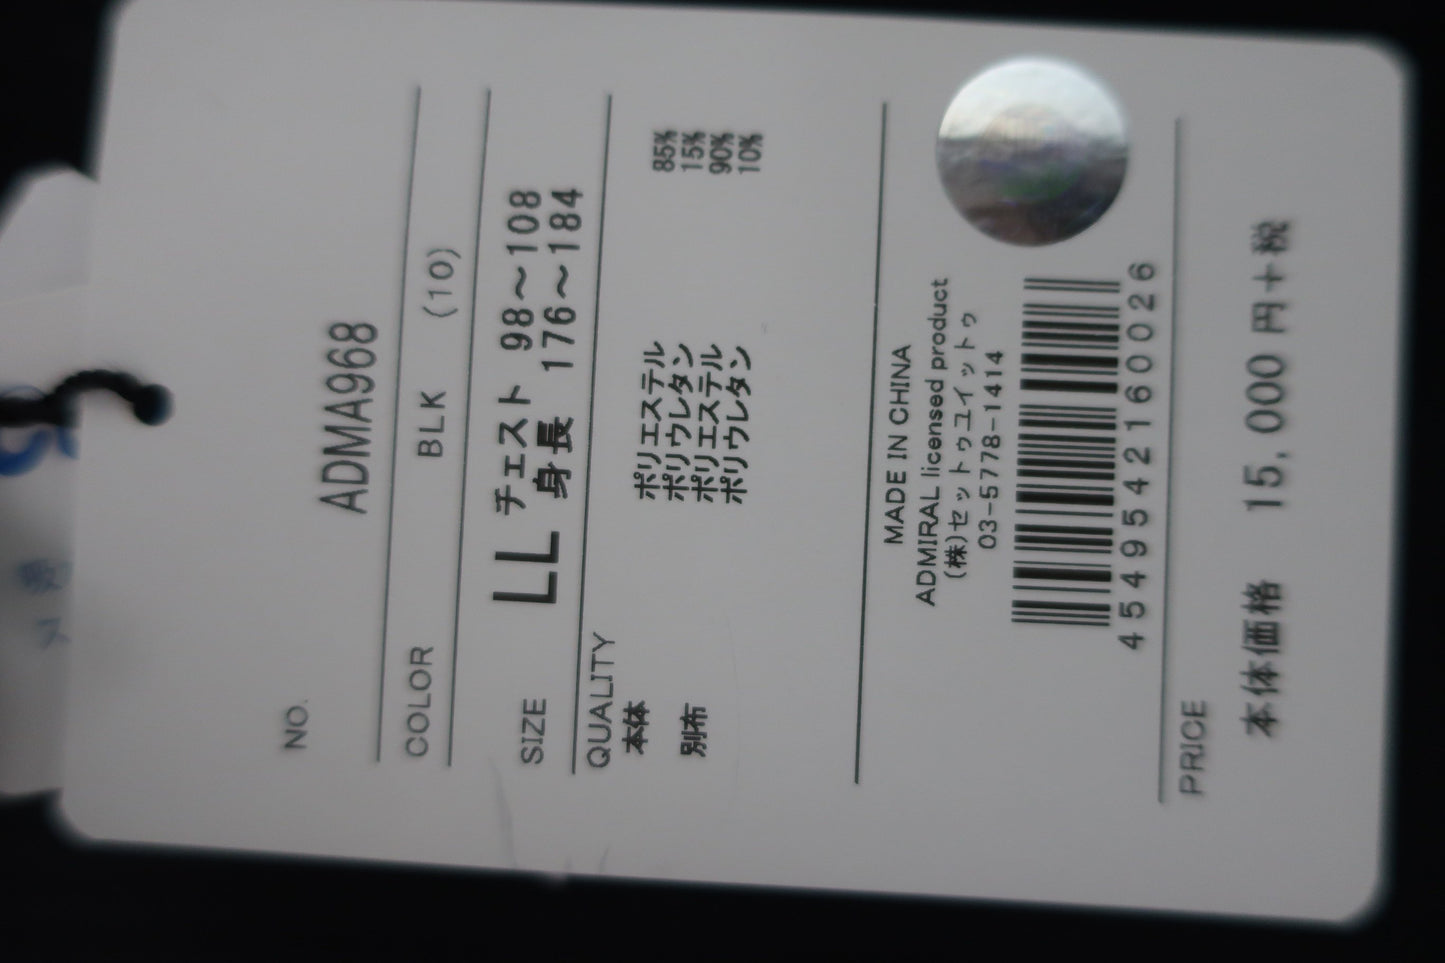 NO.
ADMA968
COLOR BLK (10)
SIZE LL チェスト 98～108
身長 176～184
QUALITY
本体 ポリエステル 85%
ポリウレタン 15%
別布 ポリエステル 90%
ポリウレタン 10%
MADE IN CHINA
ADMIRAL licensed product
(株)セットゥユイットゥ
03-5778-1414
4549542160026
PRICE
本体価格 15,000円+税